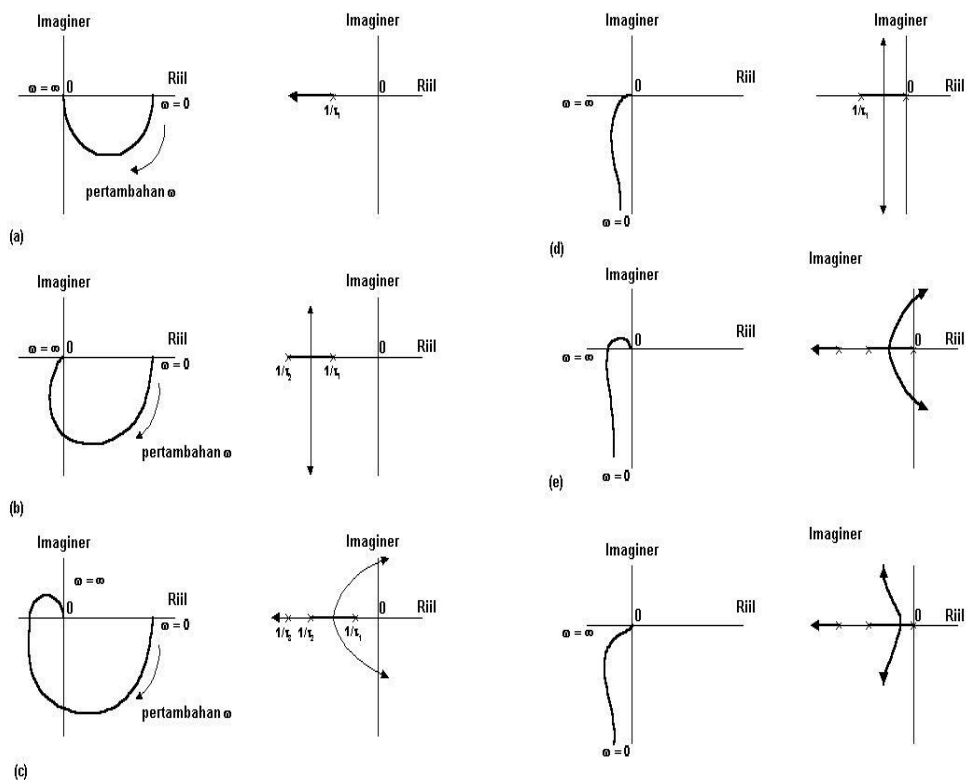 Imaginer
ω = ∞
0
Riil
ω = 0
pertambahan ω
Imaginer
0
Riil
1/τ₁
(a)
Imaginer
ω = ∞
0
Riil
ω = 0
pertambahan ω
Imaginer
0
Riil
1/τ₂
1/τ₁
(b)
Imaginer
ω = ∞
0
Riil
ω = 0
pertambahan ω
Imaginer
0
Riil
1/τ₃
1/τ₂
1/τ₁
(c)
Imaginer
ω = ∞
0
Riil
ω = 0
Imaginer
0
Riil
1/τ₁
(d)
Imaginer
ω = ∞
0
Riil
ω = 0
Imaginer
0
Riil
(e)
Imaginer
ω = ∞
0
Riil
ω = 0
Imaginer
0
Riil